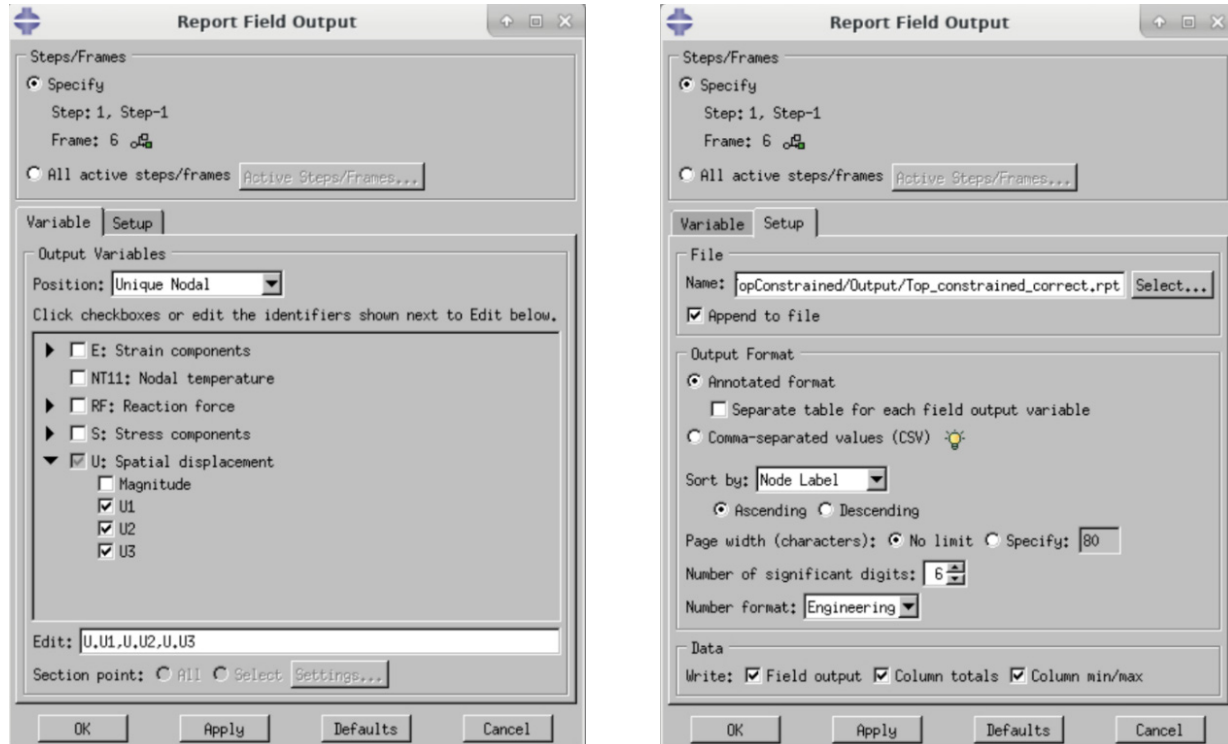 Report Field Output
Steps/Frames
Specify
Step: 1, Step-1
Frame: 6
All active steps/frames Active Steps/Frames...
Variable Setup
Output Variables
Position: Unique Nodal
Click checkboxes or edit the identifiers shown next to Edit below.
E: Strain components
NT11: Nodal temperature
RF: Reaction force
S: Stress components
U: Spatial displacement
Magnitude
U1
U2
U3
Edit: U.U1,U.U2,U.U3
Section point: All Select Settings...
OK Apply Defaults Cancel
Report Field Output
Steps/Frames
Specify
Step: 1, Step-1
Frame: 6
All active steps/frames Active Steps/Frames...
Variable Setup
File
Name: opConstrained/Output/Top_constrained_correct.rpt Select...
Append to file
Output Format
Annotated format
Separate table for each field output variable
Comma-separated values (CSV)
Sort by: Node Label
Ascending Descending
Page width (characters): No limit Specify: 80
Number of significant digits: 6
Number format: Engineering
Data
Write: Field output Column totals Column min/max
OK Apply Defaults Cancel